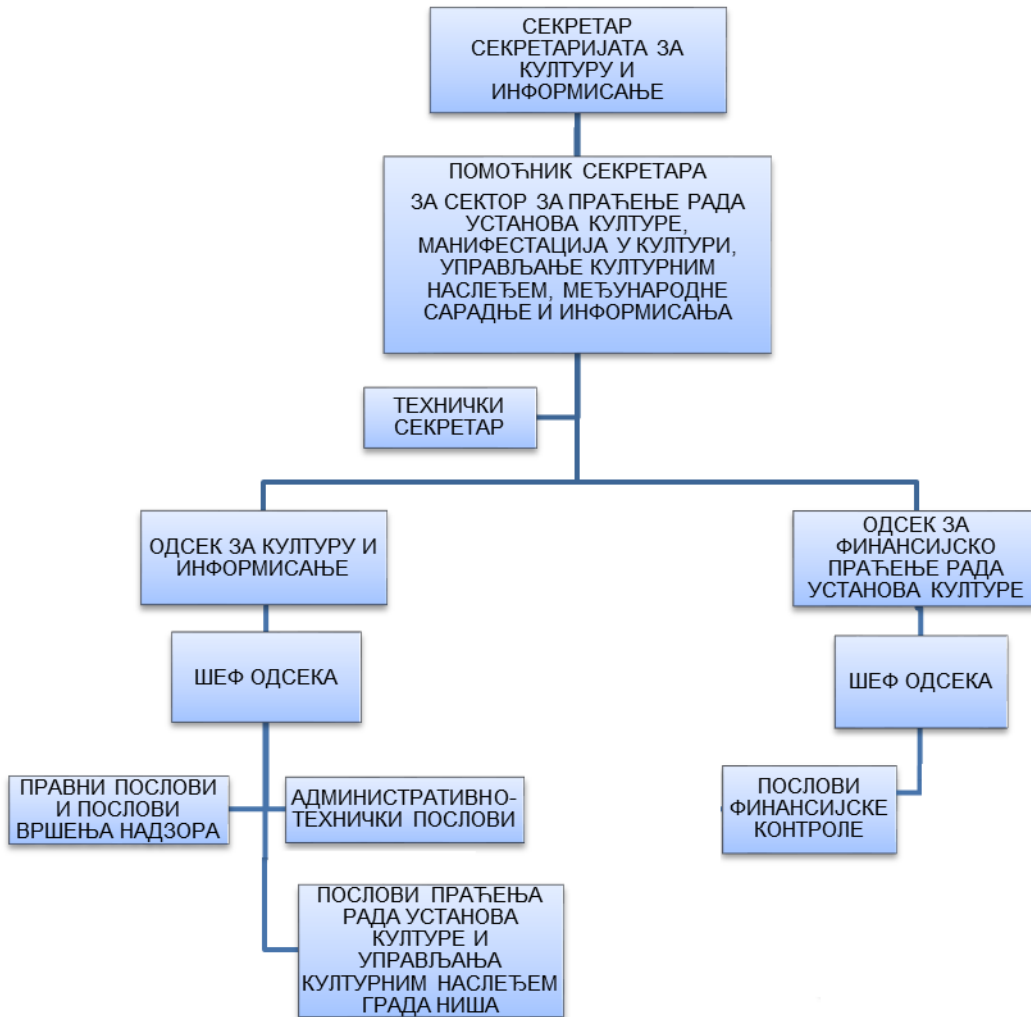 СЕКРЕТАР
СЕКРЕТАРИЈАТА ЗА
КУЛТУРУ И
ИНФОРМИСАЊЕ
ПОМОЋНИК СЕКРЕТАРА
ЗА СЕКТОР ЗА ПРАЋЕЊЕ РАДА
УСТАНОВА КУЛТУРЕ,
МАНИФЕСТАЦИЈА У КУЛТУРИ,
УПРАВЉАЊЕ КУЛТУРНИМ
НАСЛЕЂЕМ, МЕЂУНАРОДНЕ
САРАДЊЕ И ИНФОРМИСАЊА
ТЕХНИЧКИ
СЕКРЕТАР
ОДСЕК ЗА КУЛТУРУ И
ИНФОРМИСАЊЕ
ОДСЕК ЗА
ФИНАНСИЈСКО
ПРАЋЕЊЕ РАДА
УСТАНОВА КУЛТУРЕ
ШЕФ ОДСЕКА
ШЕФ ОДСЕКА
ПРАВНИ ПОСЛОВИ
И ПОСЛОВИ
ВРШЕЊА НАДЗОРА
АДМИНИСТРАТИВНО-
ТЕХНИЧКИ ПОСЛОВИ
ПОСЛОВИ
ФИНАНСИЈСКЕ
КОНТРОЛЕ
ПОСЛОВИ ПРАЋЕЊА
РАДА УСТАНОВА
КУЛТУРЕ И
УПРАВЉАЊА
КУЛТУРНИМ НАСЛЕЂЕМ
ГРАДА НИША